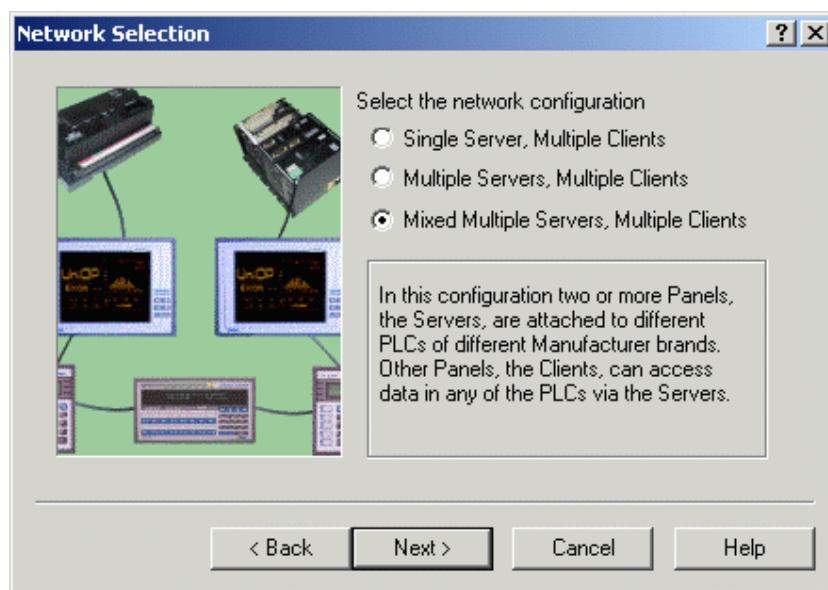 Network Selection
Select the network configuration
Single Server, Multiple Clients
Multiple Servers, Multiple Clients
Mixed Multiple Servers, Multiple Clients
In this configuration two or more Panels,
the Servers, are attached to different
PLCs of different Manufacturer brands.
Other Panels, the Clients, can access
data in any of the PLCs via the Servers.
< Back
Next >
Cancel
Help